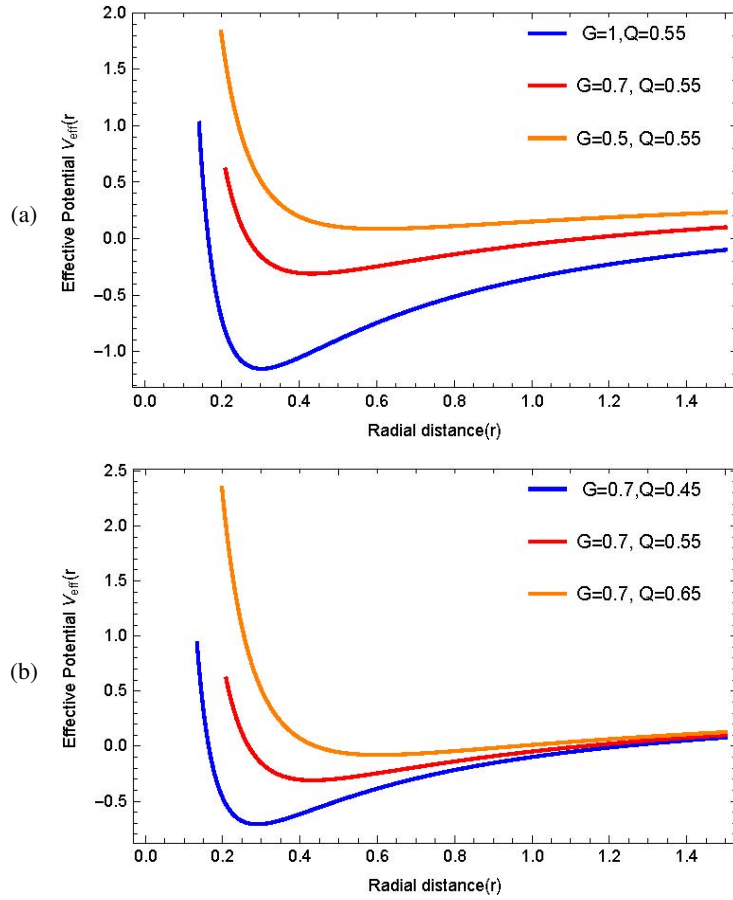 (a)
Effective Potential Veff(r
2.0
1.5
1.0
0.5
0.0
−0.5
−1.0
G=1,Q=0.55
G=0.7, Q=0.55
G=0.5, Q=0.55
0.0 0.2 0.4 0.6 0.8 1.0 1.2 1.4
Radial distance(r)
(b)
Effective Potential Veff(r
2.5
2.0
1.5
1.0
0.5
0.0
−0.5
G=0.7,Q=0.45
G=0.7, Q=0.55
G=0.7, Q=0.65
0.0 0.2 0.4 0.6 0.8 1.0 1.2 1.4
Radial distance(r)